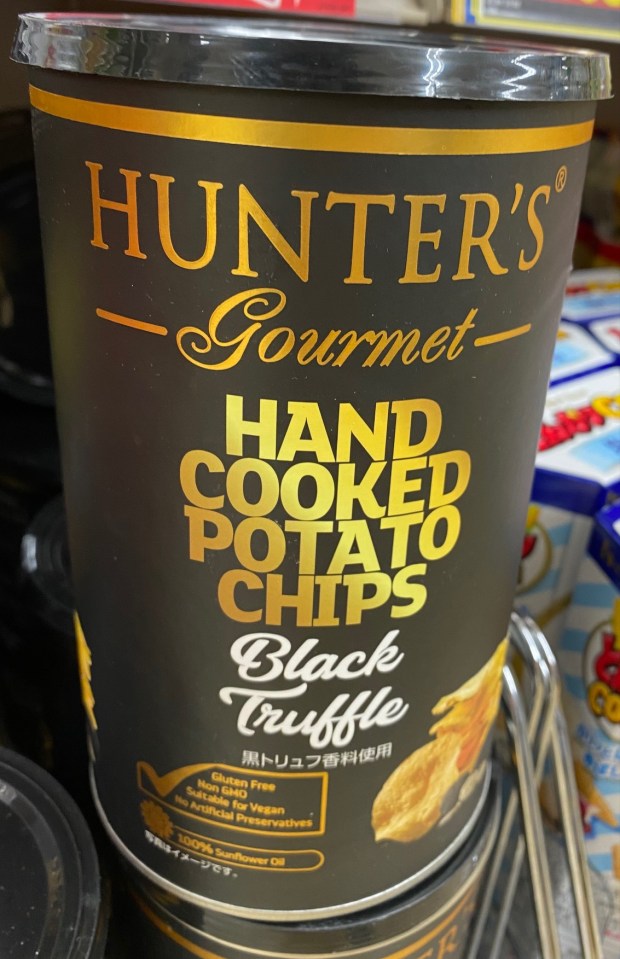 HUNTER'S®
Gourmet
HAND
COOKED
POTATO
CHIPS
Black
Truffle
黒トリュフ香料使用
Gluten Free
Non GMO
Suitable for Vegan
No Artificial Preservatives
100% Sunflower Oil
写真はイメージです。
HUNTER